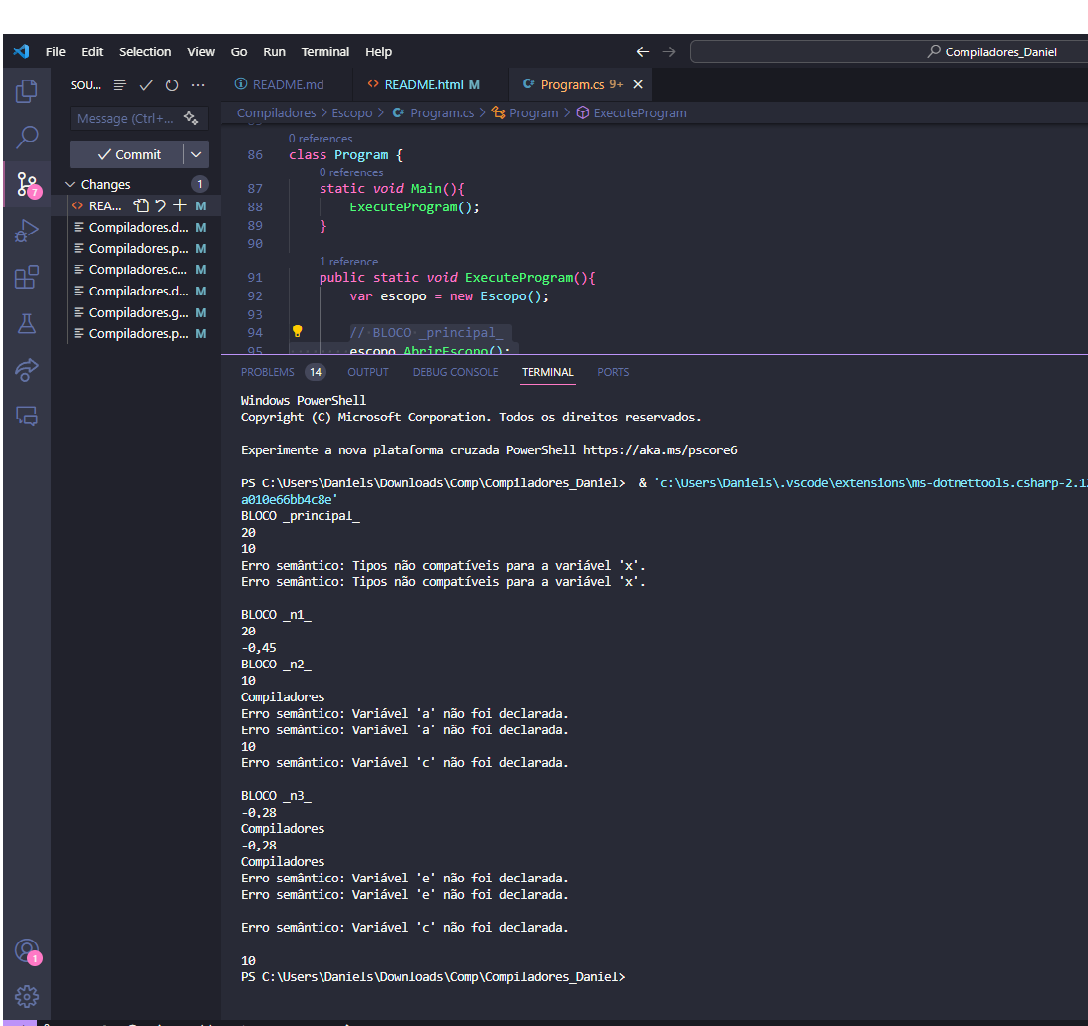 File Edit Selection View Go Run Terminal Help
Compiladores_Daniel
SOU...
README.md
README.html M
Program.cs 9+
Message (Ctrl+...
Compiladores > Escopo > Program.cs > Program > ExecuteProgram
Commit
Changes 1
REA... M
Compiladores.d... M
Compiladores.p... M
Compiladores.c... M
Compiladores.d... M
Compiladores.g... M
Compiladores.p... M
7
1
0 references
86 class Program {
0 references
87 static void Main(){
88 ExecuteProgram();
89 }
90
1 reference
91 public static void ExecuteProgram(){
92 var escopo = new Escopo();
93
94 // BLOCO _principal_
95 escopo.AbrirEscopo();
PROBLEMS 14 OUTPUT DEBUG CONSOLE TERMINAL PORTS
Windows PowerShell
Copyright (C) Microsoft Corporation. Todos os direitos reservados.
Experimente a nova plataforma cruzada PowerShell https://aka.ms/pscore6
PS C:\Users\Daniels\Downloads\Comp\Compiladores_Daniel> & 'c:\Users\Daniels\.vscode\extensions\ms-dotnettools.csharp-2.1
a010e66bb4c8e'
BLOCO _principal_
20
10
Erro semântico: Tipos não compatíveis para a variável 'x'.
Erro semântico: Tipos não compatíveis para a variável 'x'.
BLOCO _n1_
20
-0,45
BLOCO _n2_
10
Compiladores
Erro semântico: Variável 'a' não foi declarada.
Erro semântico: Variável 'a' não foi declarada.
10
Erro semântico: Variável 'c' não foi declarada.
BLOCO _n3_
-0,28
Compiladores
-0,28
Compiladores
Erro semântico: Variável 'e' não foi declarada.
Erro semântico: Variável 'e' não foi declarada.
Erro semântico: Variável 'c' não foi declarada.
10
PS C:\Users\Daniels\Downloads\Comp\Compiladores_Daniel>